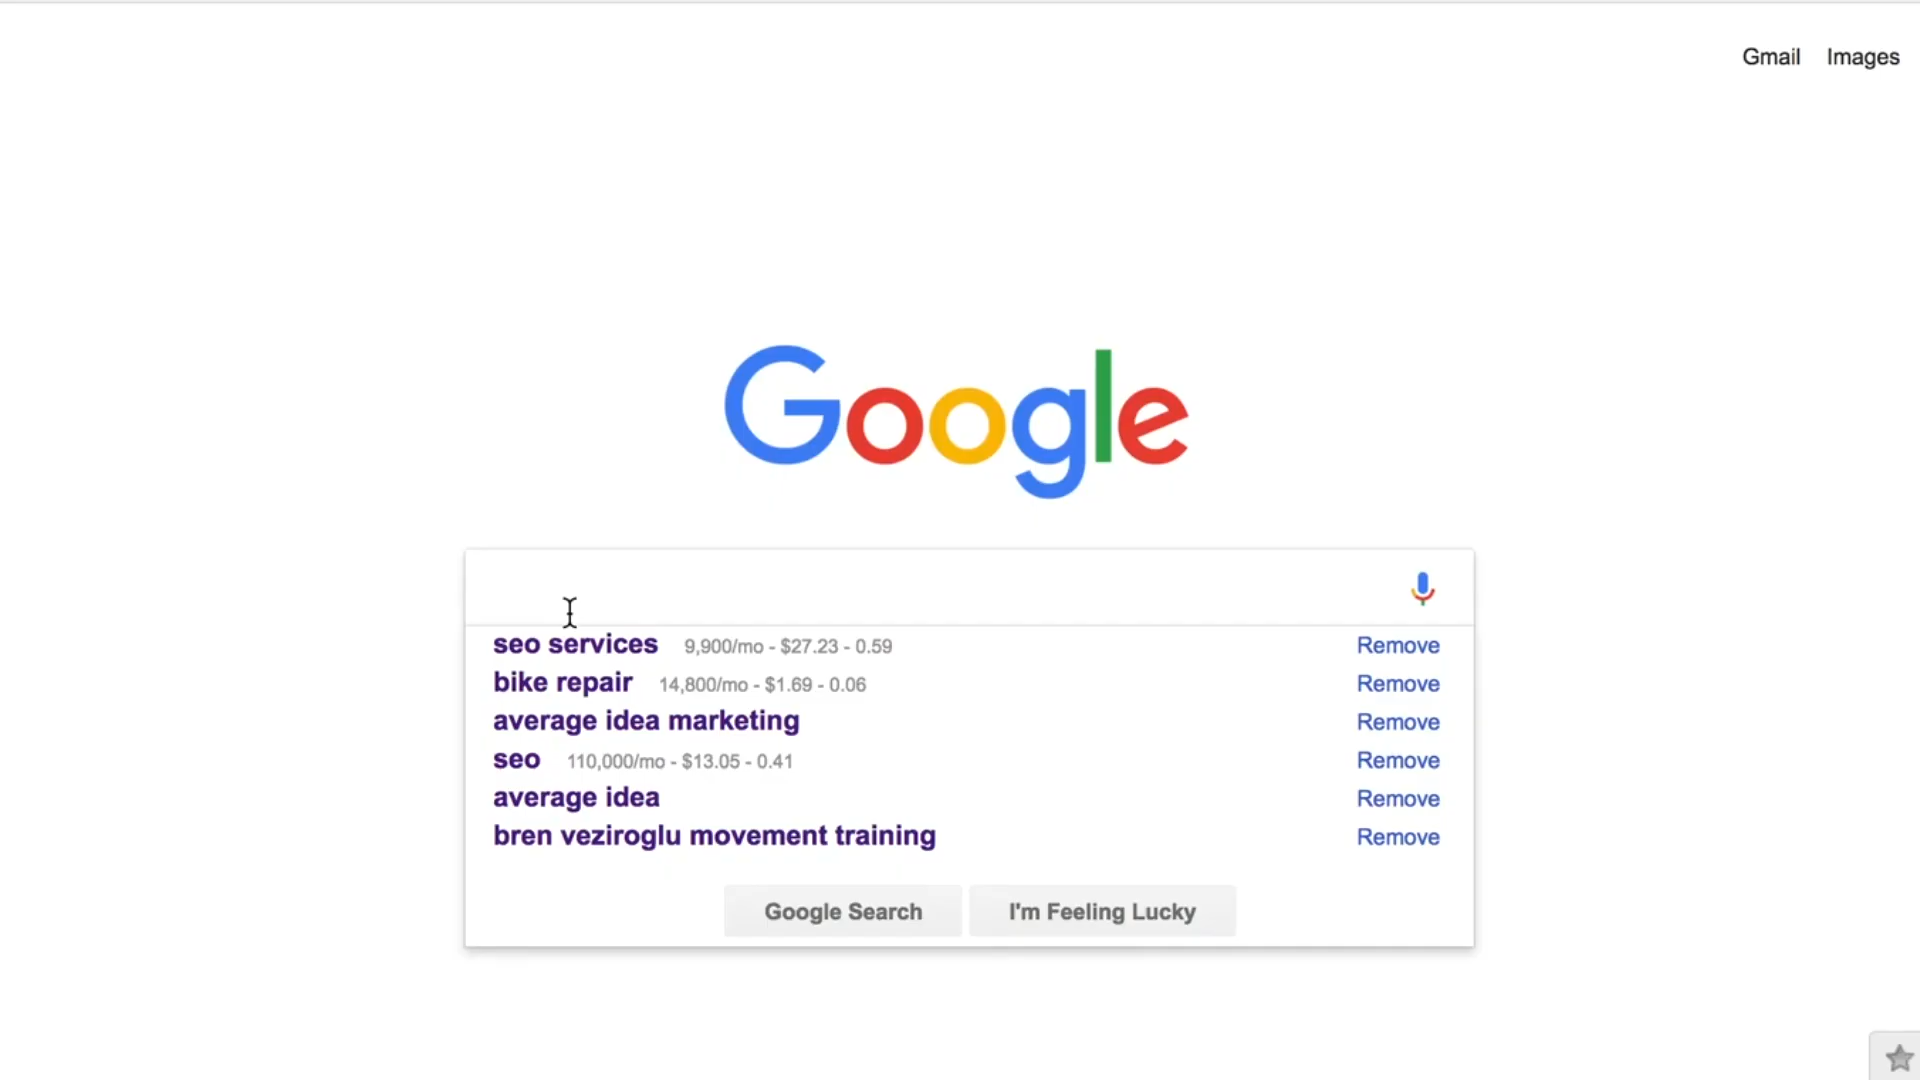 Gmail Images
Google
seo services 9,900/mo - $27.23 - 0.59 Remove
bike repair 14,800/mo - $1.69 - 0.06 Remove
average idea marketing Remove
seo 110,000/mo - $13.05 - 0.41 Remove
average idea Remove
bren veziroglu movement training Remove
Google Search I'm Feeling Lucky